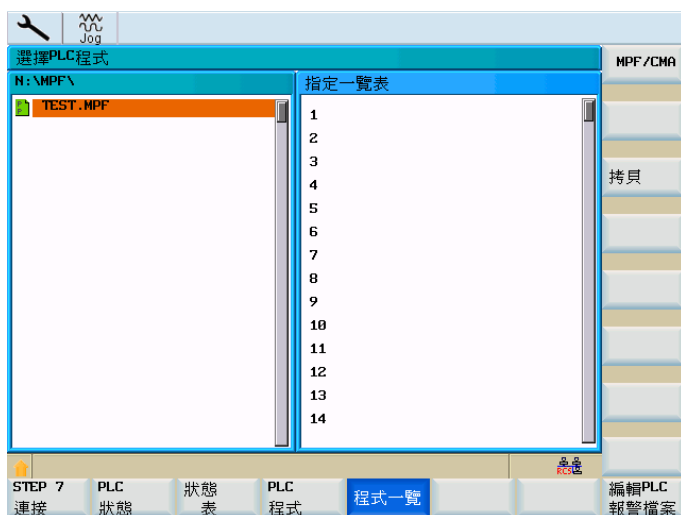 Jog
選擇PLC程式
MPF/CMA
N:\MPF\
指定一覽表
TEST.MPF
1
2
3
4
5
6
7
8
9
10
11
12
13
14
拷貝
RCS
STEP 7
連接
PLC
狀態
狀態
表
PLC
程式
程式一覽
編輯PLC
報警檔案